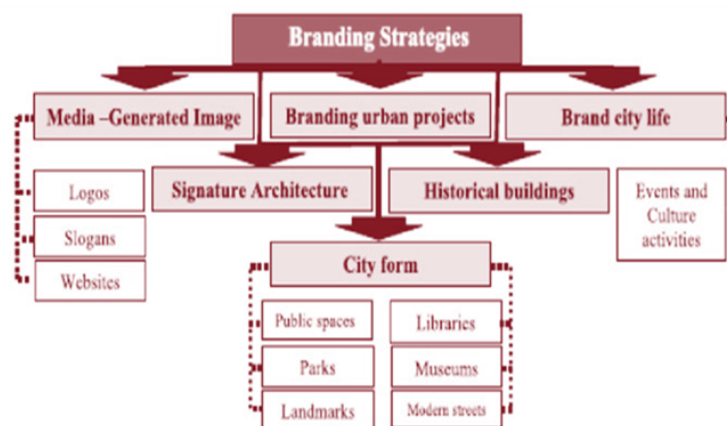 Branding Strategies
Media –Generated Image
Branding urban projects
Brand city life
Signature Architecture
Historical buildings
Logos
Slogans
Websites
Events and
Culture
activities
City form
Public spaces
Libraries
Parks
Museums
Landmarks
Modern streets